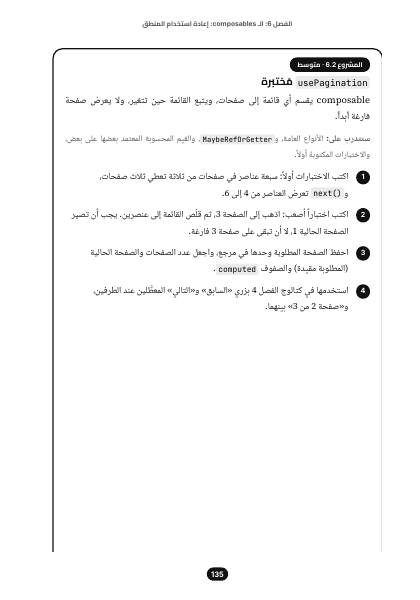 الفصل 6: الـ composables: إعادة استخدام المنطق
المشروع 6.2 · متوسط
usePagination مُختبرة
composable يقسم أي قائمة إلى صفحات، ويتبع القائمة حين تتغير، ولا يعرض صفحة
فارغة أبداً.
ستتدرب على: الأنواع العامة، وMaybeRefOrGetter، والقيم المحسوبة المعتمد بعضها على بعض،
والاختبارات المكتوبة أولاً.
1 اكتب الاختبارات أولاً: سبعة عناصر في صفحات من ثلاثة تعطي ثلاث صفحات،
وnext() تعرض العناصر من 4 إلى 6.
2 اكتب اختباراً أصعب: اذهب إلى الصفحة 3، ثم قلّص القائمة إلى عنصرين. يجب أن تصير
الصفحة الحالية 1، لا أن تبقى على صفحة 3 فارغة.
3 احفظ الصفحة المطلوبة وحدها في مرجع، واجعل عدد الصفحات والصفحة الحالية
(المطلوبة مقيدة) والصفوف computed.
4 استخدمها في كتالوج الفصل 4 بزري «السابق» و«التالي» المعطّلين عند الطرفين،
و«صفحة 2 من 3» بينهما.
135